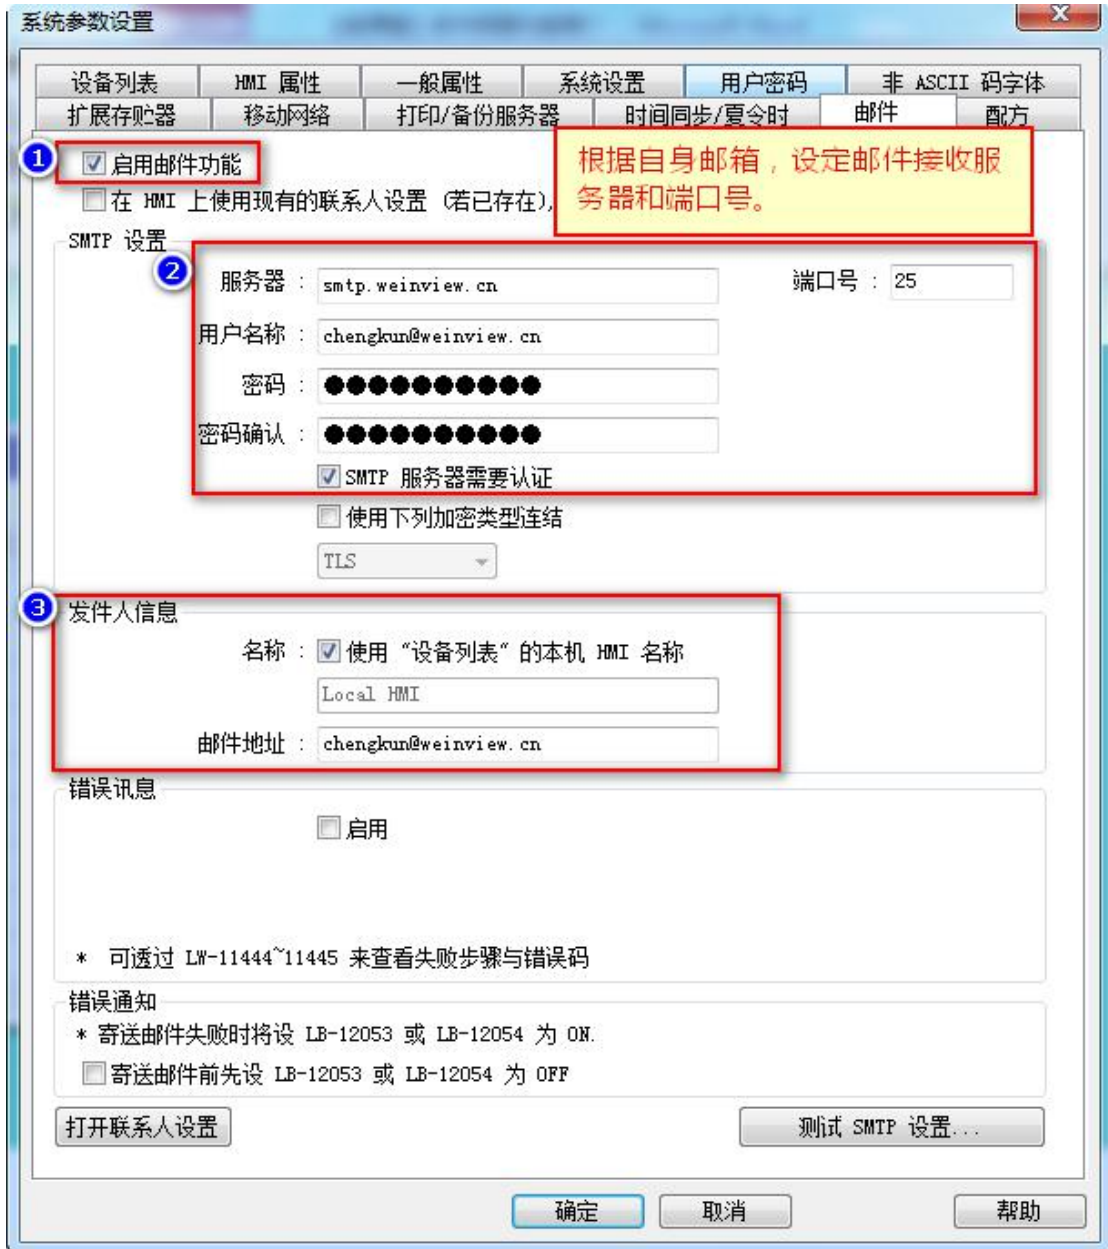 系统参数设置
设备列表 HMI 属性 一般属性 系统设置 用户密码 非 ASCII 码字体
扩展存贮器 移动网络 打印/备份服务器 时间同步/夏令时 邮件 配方
1 启用邮件功能
根据自身邮箱，设定邮件接收服
务器和端口号。
在 HMI 上使用现有的联系人设置 (若已存在),
SMTP 设置
2 服务器 : smtp.weinview.cn 端口号 : 25
用户名称 : chengkun@weinview.cn
密码 : ●●●●●●●●●●
密码确认 : ●●●●●●●●●●
SMTP 服务器需要认证
使用下列加密类型连结
TLS
3 发件人信息
名称 : 使用 "设备列表" 的本机 HMI 名称
Local HMI
邮件地址 : chengkun@weinview.cn
错误讯息
启用
* 可透过 LW-11444~11445 来查看失败步骤与错误码
错误通知
* 寄送邮件失败时将设 LB-12053 或 LB-12054 为 ON.
寄送邮件前先设 LB-12053 或 LB-12054 为 OFF
打开联系人设置 测试 SMTP 设置...
确定 取消 帮助